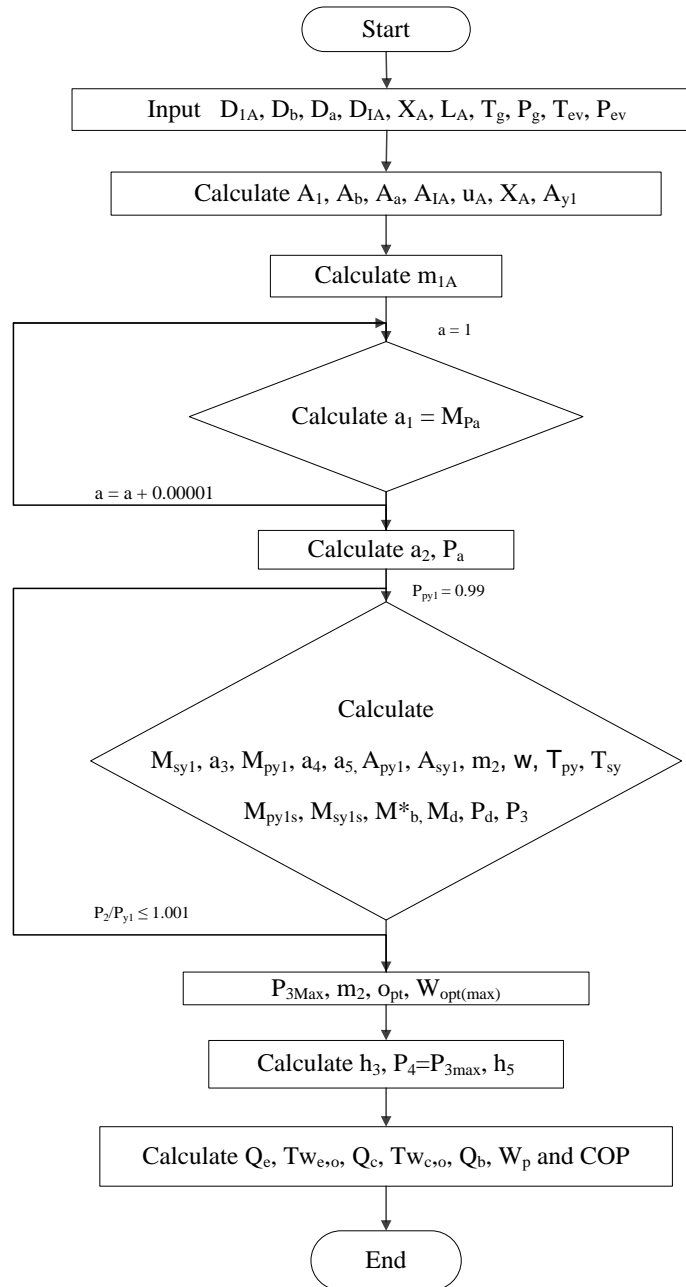 Start
Input D1A, Db, Da, DIA, XA, LA, Tg, Pg, Tev, Pev
Calculate A1, Ab, Aa, AIA, uA, XA, Ay1
Calculate m1A
a = 1
Calculate a1 = MPa
a = a + 0.00001
Calculate a2, Pa
Ppy1 = 0.99
Calculate
Msy1, a3, Mpy1, a4, a5, Apy1, Asy1, m2, w, Tpy, Tsy
Mpy1s, Msy1s, M*b, Md, Pd, P3
P2/Py1 ≤ 1.001
P3Max, m2, opt, Wopt(max)
Calculate h3, P4=P3max, h5
Calculate Qe, Twe,o, Qc, Twc,o, Qb, Wp and COP
End